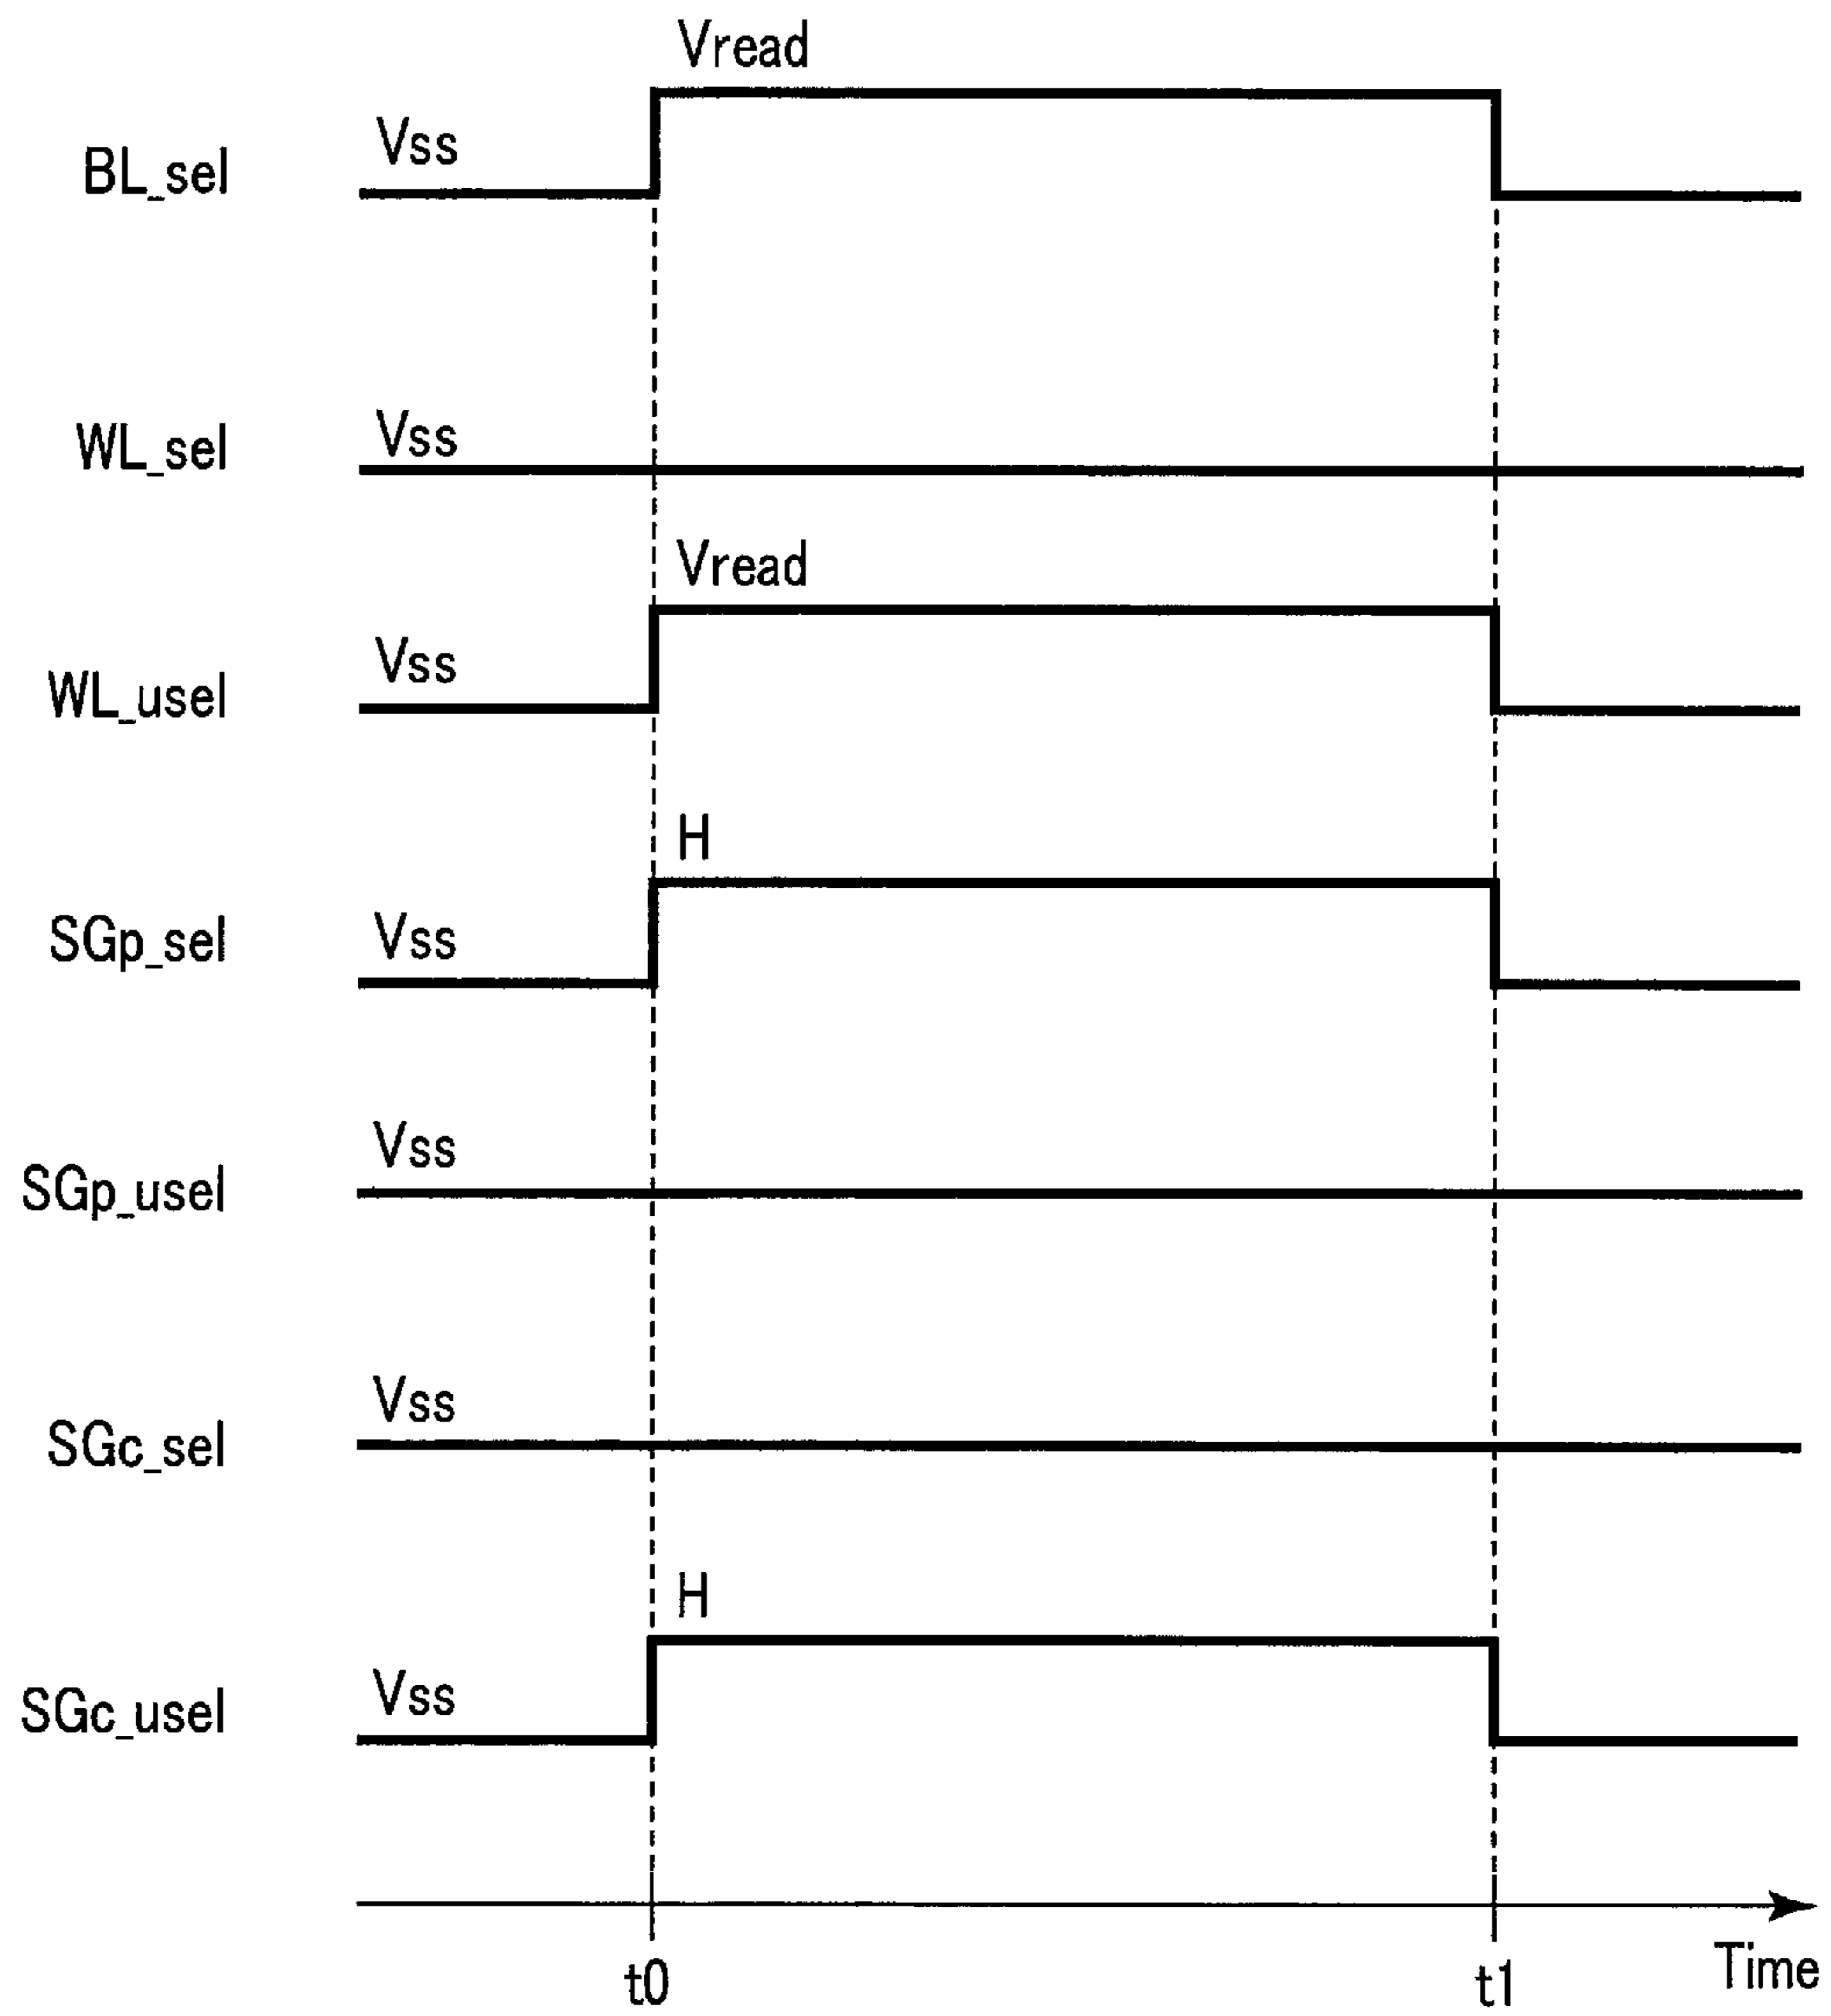 Vread
Vss
BL_sel
Vss
WL_sel
Vread
Vss
WL_usel
H
Vss
SGp_sel
Vss
SGp_usel
Vss
SGc_sel
H
Vss
SGc_usel
t0
t1
Time